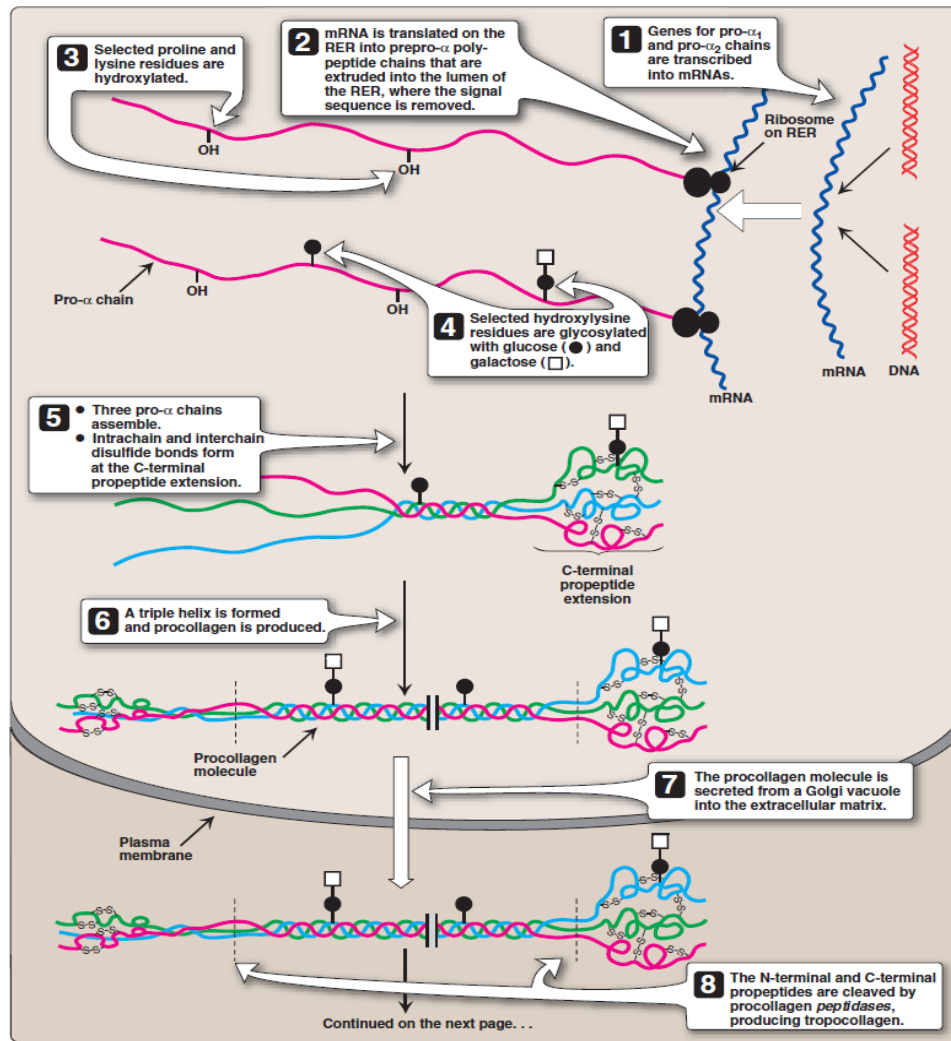 1 Genes for pro-α1
and pro-α2 chains
are transcribed
into mRNAs.
2 mRNA is translated on the
RER into prepro-α poly-
peptide chains that are
extruded into the lumen of
the RER, where the signal
sequence is removed.
3 Selected proline and
lysine residues are
hydroxylated.
Ribosome
on RER
OH
OH
Pro-α chain
OH
4 Selected hydroxylysine
residues are glycosylated
with glucose (●) and
galactose (□).
mRNA
mRNA
DNA
5 ● Three pro-α chains
assemble.
● Intrachain and interchain
disulfide bonds form
at the C-terminal
propeptide extension.
S-S
S-S
S-S
S-S
S-S
S-S
S-S
C-terminal
propeptide
extension
6 A triple helix is formed
and procollagen is produced.
S-S
S-S
S-S
S-S
S-S
S-S
S-S
S-S
S-S
S-S
Procollagen
molecule
7 The procollagen molecule is
secreted from a Golgi vacuole
into the extracellular matrix.
Plasma
membrane
S-S
S-S
S-S
S-S
S-S
S-S
S-S
S-S
S-S
S-S
8 The N-terminal and C-terminal
propeptides are cleaved by
procollagen peptidases,
producing tropocollagen.
Continued on the next page. . .